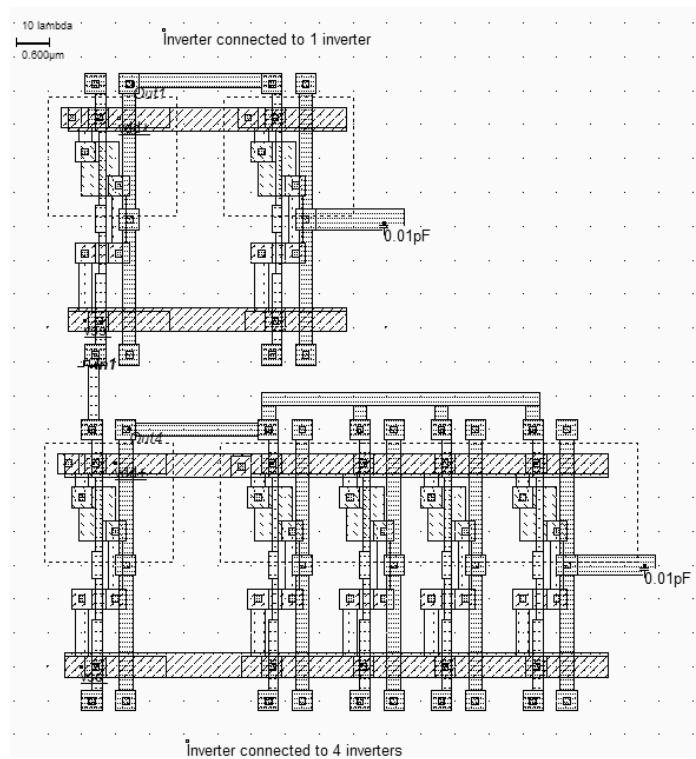 10 lambda
0.600µm
Inverter connected to 1 inverter
Out1
0.01pF
Out4
0.01pF
Inverter connected to 4 inverters